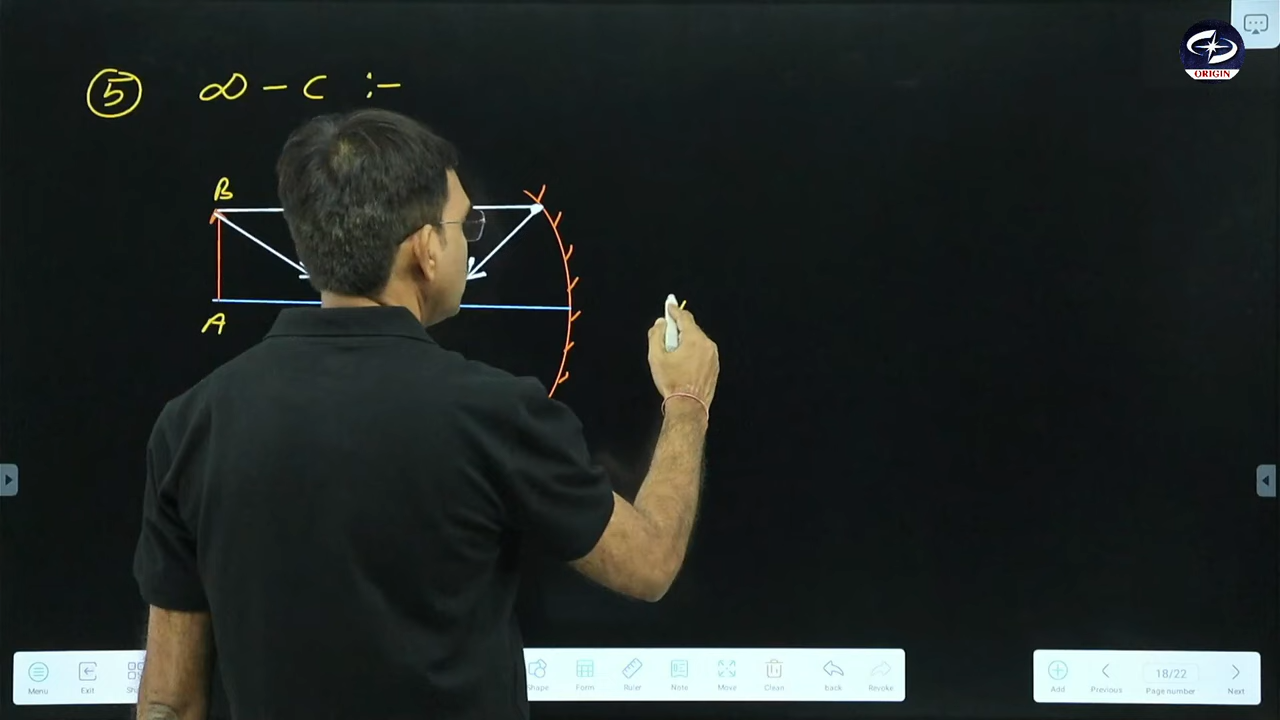 ORIGIN
5 ∞ - C :-
B
A
Menu Exit Shape Form Ruler Note Move Clean back Revoke Add Previous 18/22 Page number Next